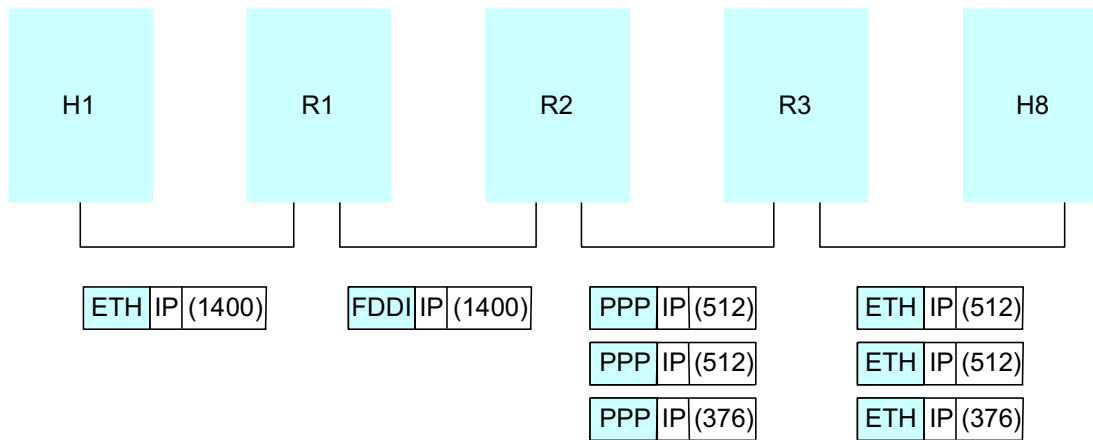 H1 R1 R2 R3 H8
ETH IP (1400) FDDI IP (1400) PPP IP (512) ETH IP (512)
PPP IP (512) ETH IP (512)
PPP IP (376) ETH IP (376)